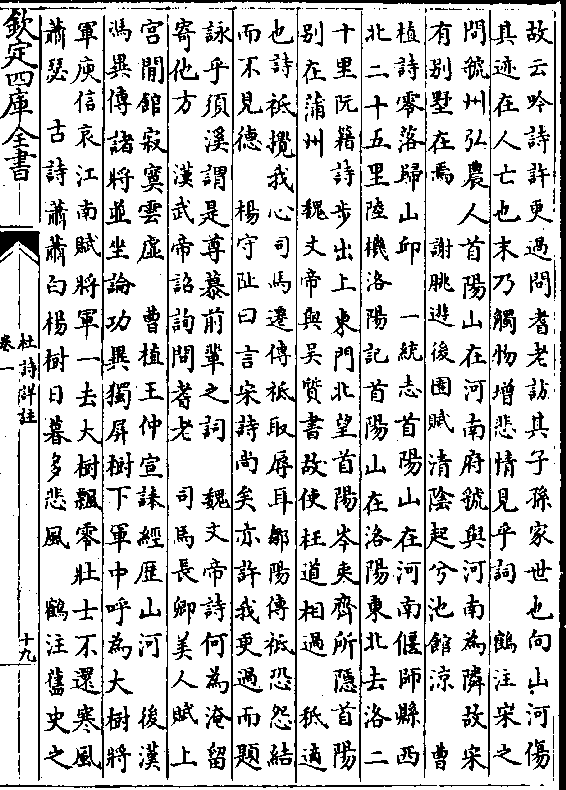 故云吟詩許更過問耆老訪其子孫家世也向山河傷
其迹在人亡也末乃觸物增悲情見乎詞　鶴注宋之
問號州弘農人首陽山在河南府號與河南為隣故宋
有别墅在焉　謝朓遊後園賦清陰起兮池館涼　曹
植詩零落歸山邱　一統志首陽山在河南偃師縣西
北二十五里陸機洛陽記首陽山在洛陽東北去洛二
十里阮籍詩步出上東門北望首陽岑夷齊所隱首陽
别在蒲州　魏文帝與吳質書故使枉道相過　秪適
也詩秪攪我心司馬遷傳秪取辱耳鄒陽傳秪恐怨結
而不見德　楊守阯曰言宋詩尚矣亦許我更過而題
詠乎須溪謂是尊慕前輩之詞　魏文帝詩何為淹留
寄他方　漢武帝詔詢問耆老　司馬長卿美人賦上
宫閒館寂寞雲虛　曹植王仲宣誄經歴山河　後漢
馮異傳諸將並坐論功異獨屏樹下軍中呼為大樹將
軍庾信哀江南賦將軍一去大樹飄零壯士不還寒風
蕭瑟　古詩蕭蕭白楊樹日暮多悲風　鶴注舊史之
欽定四庫全書
杜詩詳註
卷一
十九